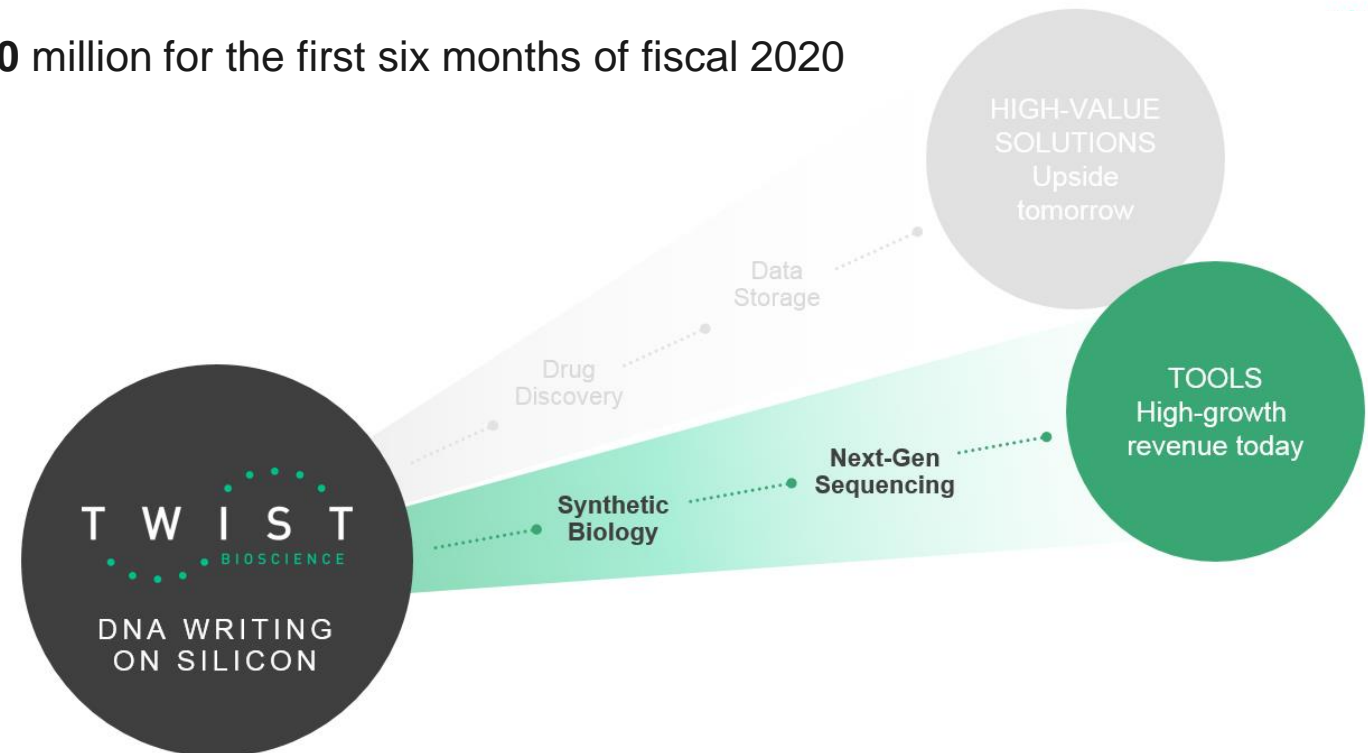 0 million for the first six months of fiscal 2020
HIGH-VALUE
SOLUTIONS
Upside
tomorrow
Data
Storage
Drug
Discovery
TOOLS
High-growth
revenue today
Next-Gen
Sequencing
Synthetic
Biology
TWIST
BIOSCIENCE
DNA WRITING
ON SILICON